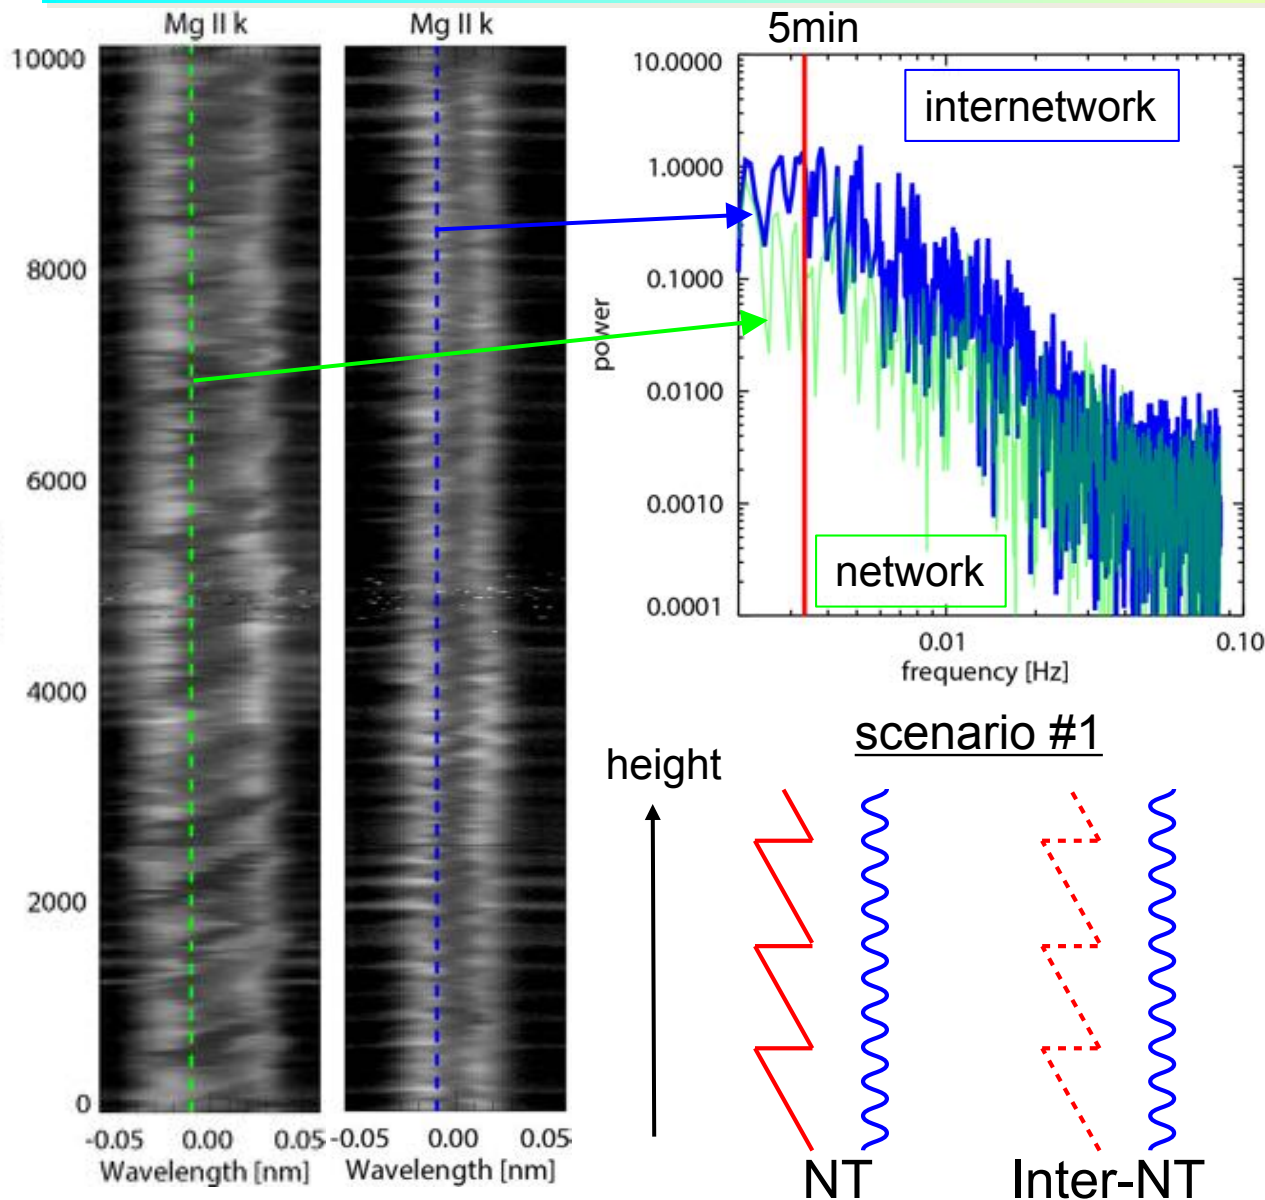 Mg II k
Mg II k
10000
8000
6000
4000
2000
0
-0.05 0.00 0.05
-0.05 0.00 0.05
Wavelength [nm]
Wavelength [nm]
5min
10.0000
1.0000
0.1000
0.0100
0.0010
0.0001
power
internetwork
network
0.01 0.10
frequency [Hz]
scenario #1
height
NT
Inter-NT